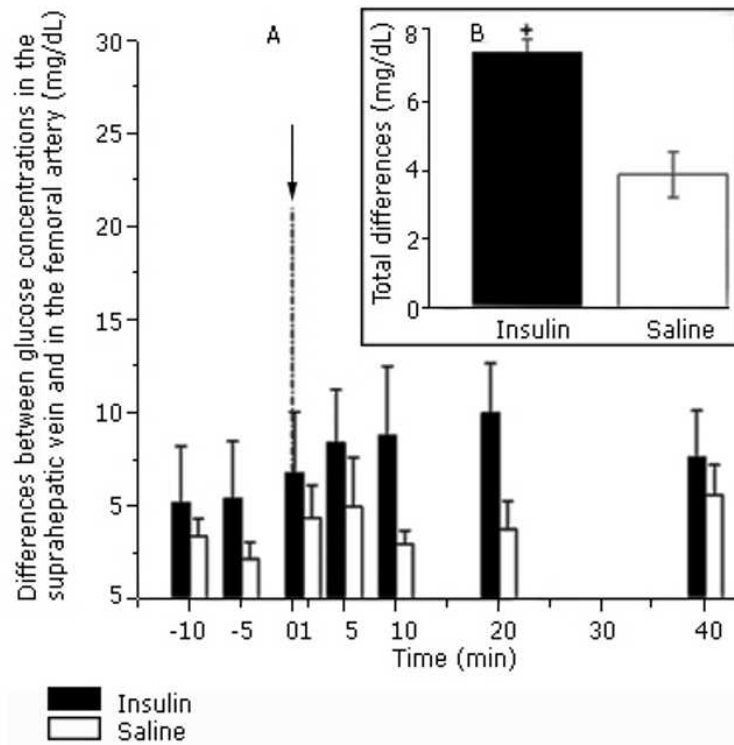 Differences between glucose concentrations in the
suprahepatic vein and in the femoral artery (mg/dL)
30
25
20
15
10
5
5
A
B
+
Total differences (mg/dL)
8
6
4
2
0
Insulin
Saline
-10
-5
01
5
10
20
30
40
Time (min)
Insulin
Saline